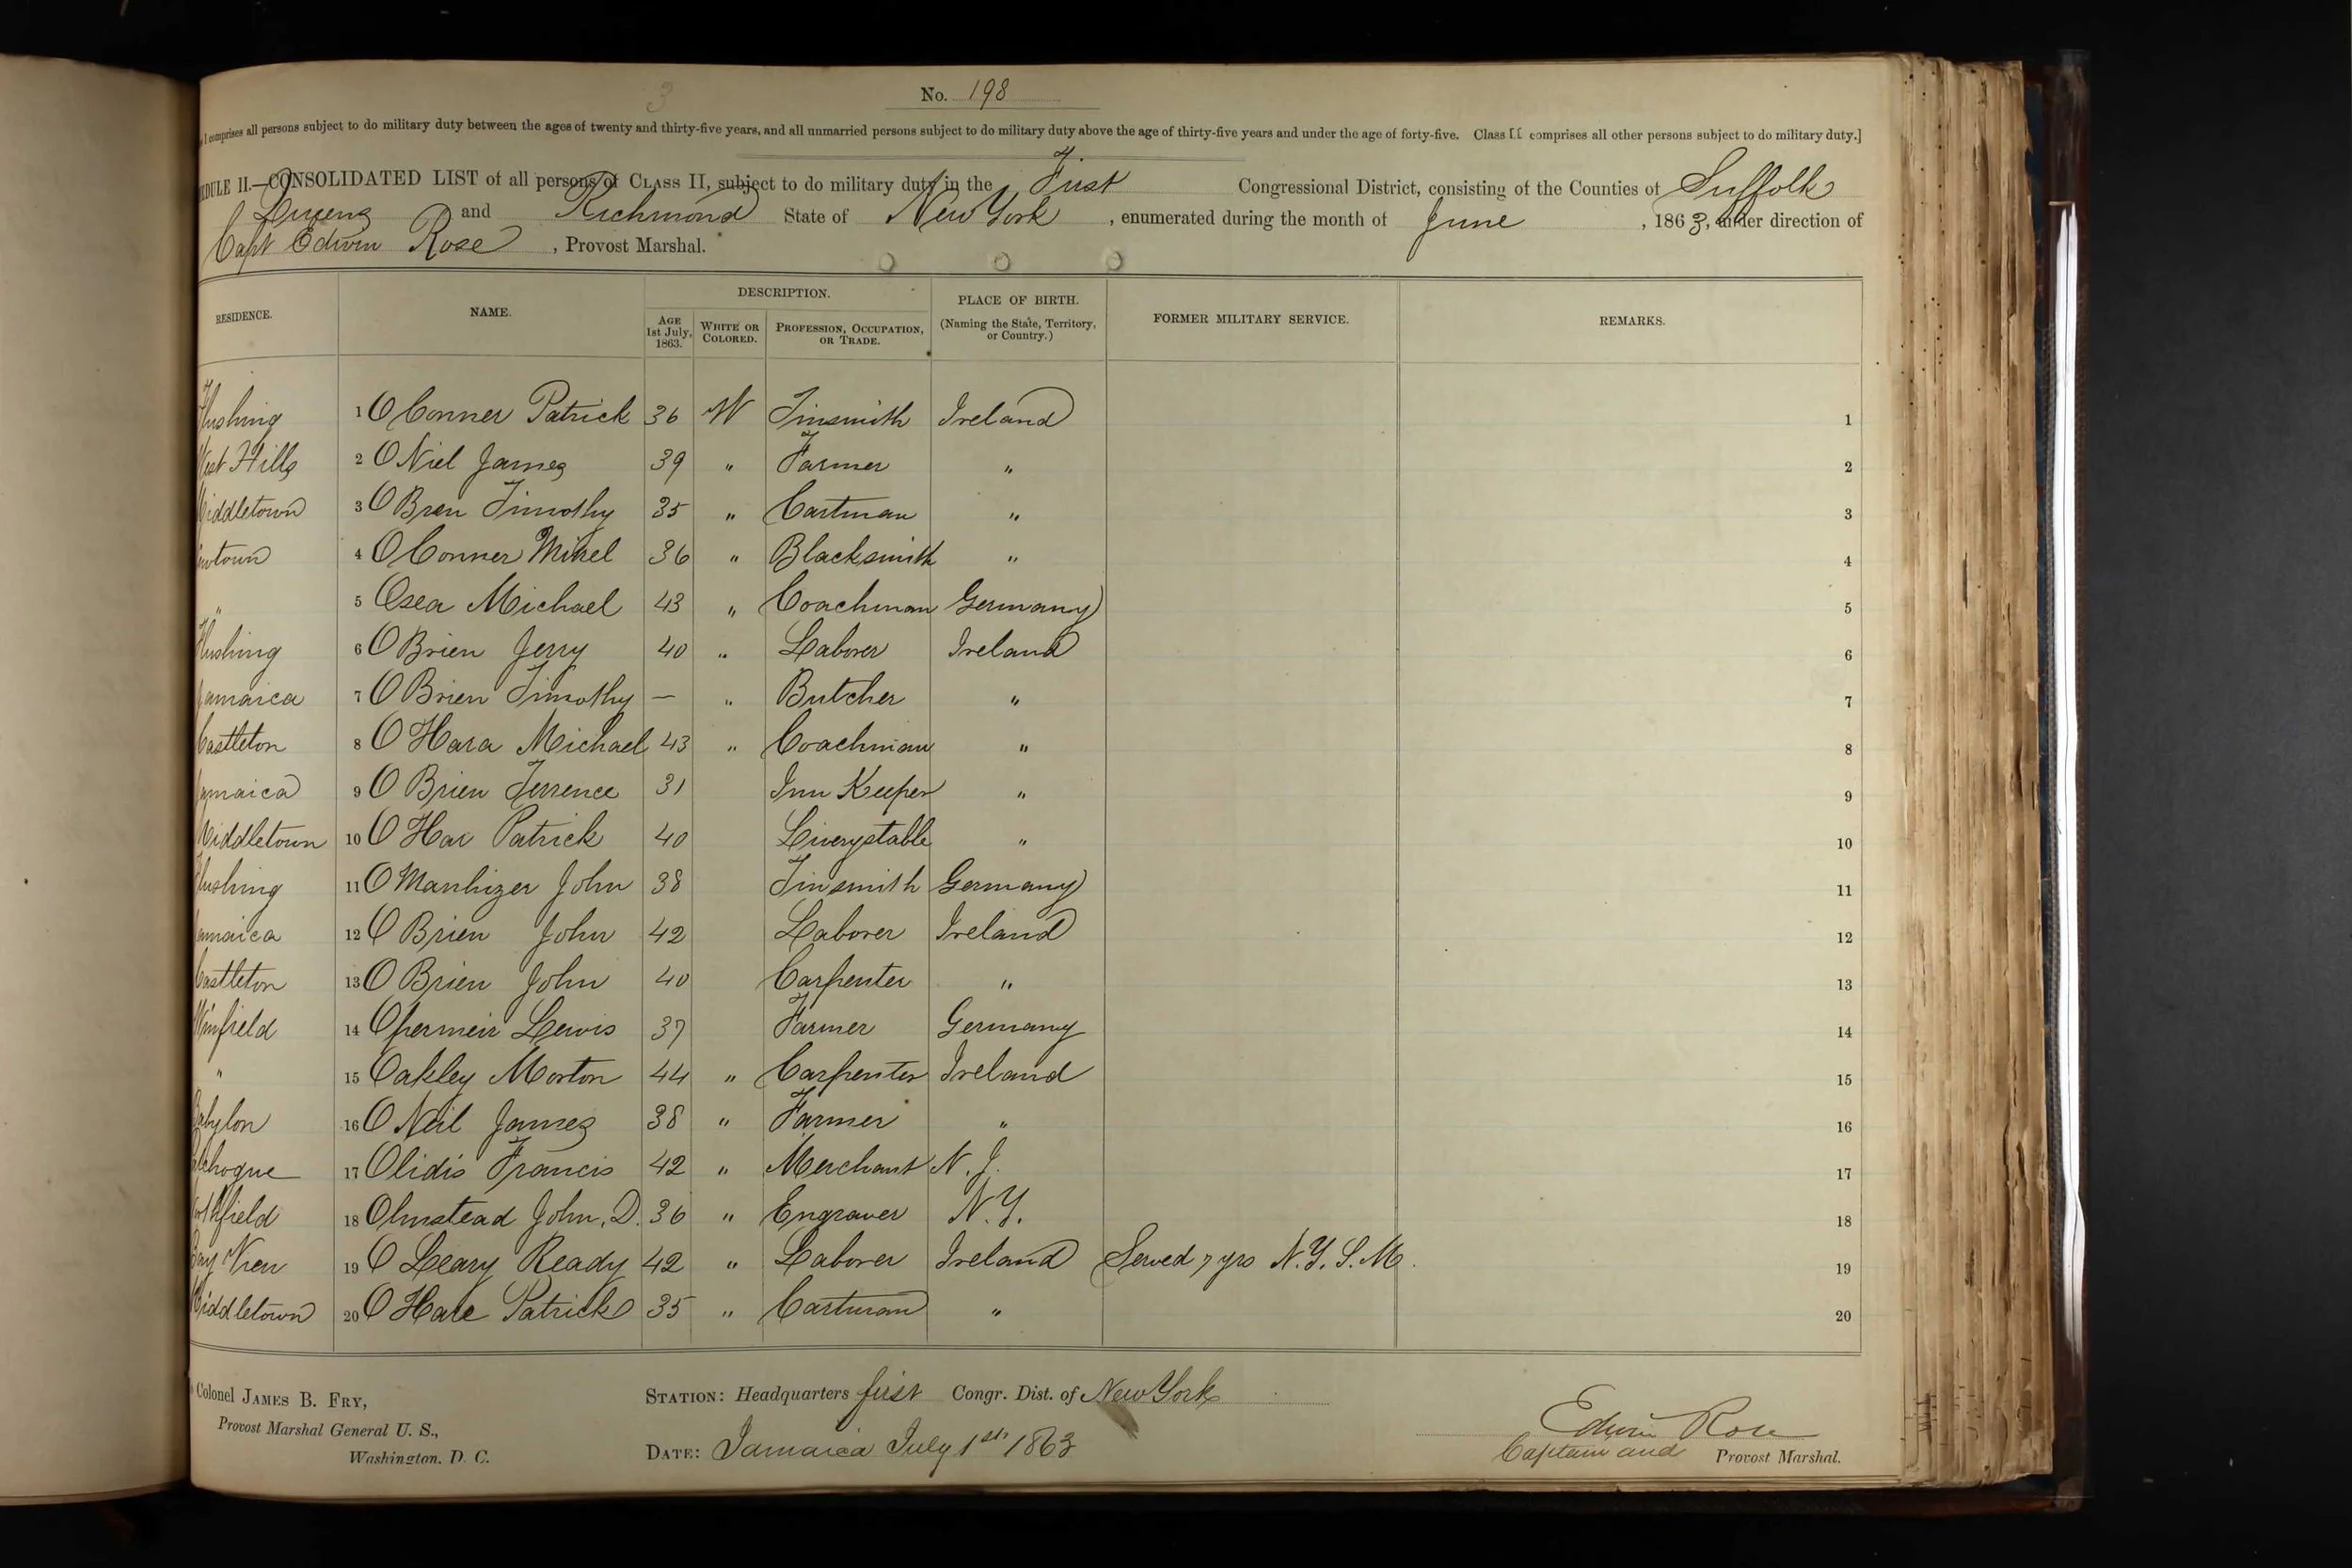 3
No. 198
comprises all persons subject to do military duty between the ages of twenty and thirty-five years, and all unmarried persons subject to do military duty above the age of thirty-five years and under the age of forty-five. Class II comprises all other persons subject to do military duty.]
EDULE II.—CONSOLIDATED LIST of all persons of CLASS II, subject to do military duty in the First Congressional District, consisting of the Counties of Suffolk
Queens and Richmond State of New York, enumerated during the month of June, 1863, under direction of
Capt Edwin Rose, Provost Marshal.
RESIDENCE. NAME. DESCRIPTION. PLACE OF BIRTH. (Naming the State, Territory, or Country.) FORMER MILITARY SERVICE. REMARKS.
AGE 1st July, 1863. WHITE OR COLORED. PROFESSION, OCCUPATION, OR TRADE.
Flushing 1 O Conner Patrick 36 W Tinsmith Ireland 1
West Hills 2 O Niel James 39 " Farmer " 2
Middletown 3 O Bren Timothy 35 " Cartman " 3
wtown 4 O Conner Mikel 36 " Blacksmith " 4
" 5 Osea Michael 43 " Coachman Germany 5
Flushing 6 O Brien Jerry 40 " Laborer Ireland 6
Jamaica 7 O Brien Timothy — " Butcher " 7
Castleton 8 O Hara Michael 43 " Coachman " 8
Jamaica 9 O Brien Terrence 31 Inn Keeper " 9
Middletown 10 O Har Patrick 40 Liverystable " 10
Flushing 11 O Manhizer John 38 Tinsmith Germany 11
amaica 12 O Brien John 42 Laborer Ireland 12
Castleton 13 O Brien John 40 Carpenter " 13
Winfield 14 Opermeir Lewis 37 Farmer Germany 14
" 15 Oakley Morton 44 " Carpenter Ireland 15
Babylon 16 O Neil James 38 " Farmer " 16
tchogue 17 Olidis Francis 42 " Merchant N. J. 17
orthfield 18 Olmstead John, D. 36 " Engraver N.Y. 18
Bay View 19 O Leary Ready 42 " Laborer Ireland Served 7 yrs N.Y.S.M. 19
Middletown 20 O Hare Patrick 35 " Cartman " 20
Colonel JAMES B. FRY,
Provost Marshal General U. S.,
Washington, D. C.
STATION: Headquarters first Congr. Dist. of New York
DATE: Jamaica July 1st, 1863
Edwin Rose
Captain and Provost Marshal.